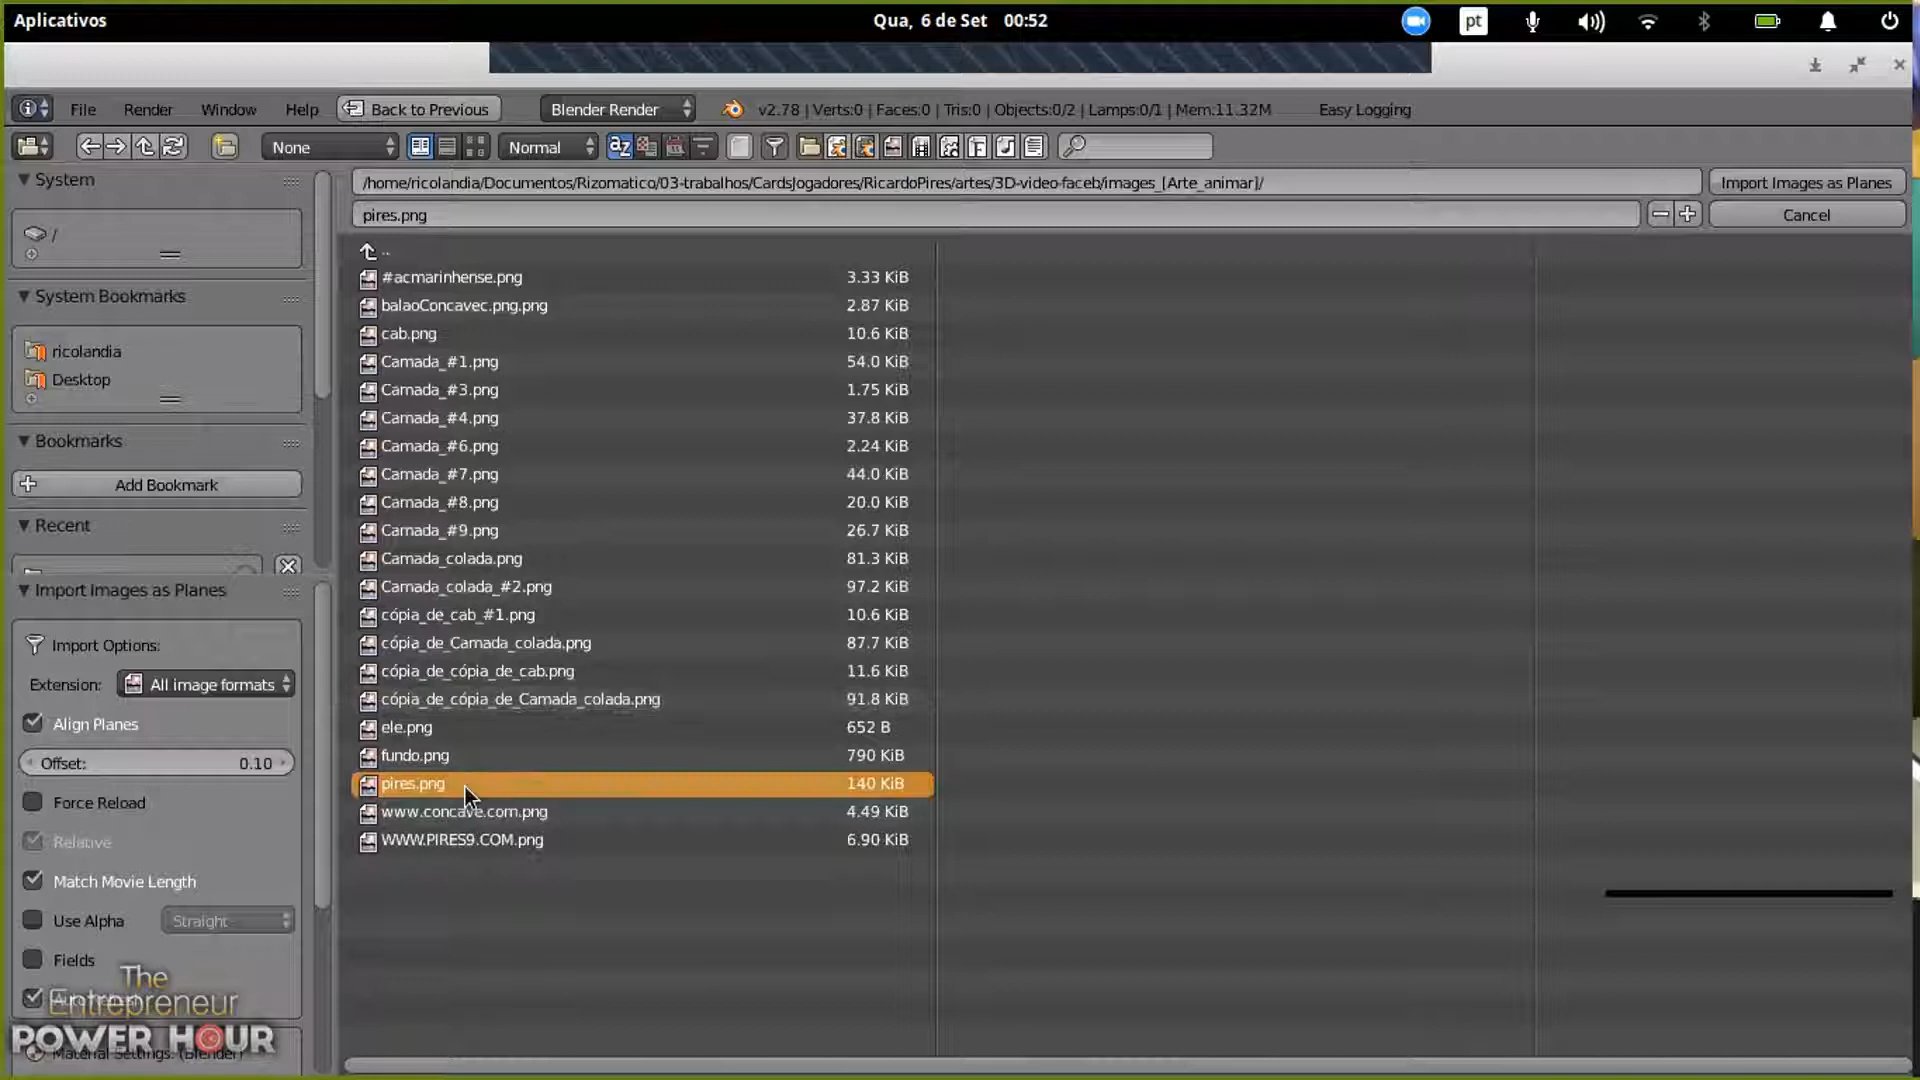 Aplicativos
Qua, 6 de Set 00:52
pt
File Render Window Help Back to Previous Blender Render v2.78 | Verts:0 | Faces:0 | Tris:0 | Objects:0/2 | Lamps:0/1 | Mem:11.32M Easy Logging
None Normal
System
/
System Bookmarks
ricolandia
Desktop
Bookmarks
Add Bookmark
Recent
Import Images as Planes
Import Options:
Extension: All image formats
Align Planes
Offset: 0.10
Force Reload
Relative
Match Movie Length
Use Alpha Straight
Fields
The
Entrepreneur
POWER HOUR
Material Settings: (Blender)
/home/ricolandia/Documentos/Rizomatico/03-trabalhos/CardsJogadores/RicardoPires/artes/3D-video-faceb/images_[Arte_animar]/ Import Images as Planes
pires.png Cancel
..
#acmarinhense.png 3.33 KiB
balaoConcavec.png.png 2.87 KiB
cab.png 10.6 KiB
Camada_#1.png 54.0 KiB
Camada_#3.png 1.75 KiB
Camada_#4.png 37.8 KiB
Camada_#6.png 2.24 KiB
Camada_#7.png 44.0 KiB
Camada_#8.png 20.0 KiB
Camada_#9.png 26.7 KiB
Camada_colada.png 81.3 KiB
Camada_colada_#2.png 97.2 KiB
cópia_de_cab_#1.png 10.6 KiB
cópia_de_Camada_colada.png 87.7 KiB
cópia_de_cópia_de_cab.png 11.6 KiB
cópia_de_cópia_de_Camada_colada.png 91.8 KiB
ele.png 652 B
fundo.png 790 KiB
pires.png 140 KiB
www.concave.com.png 4.49 KiB
WWW.PIRES9.COM.png 6.90 KiB